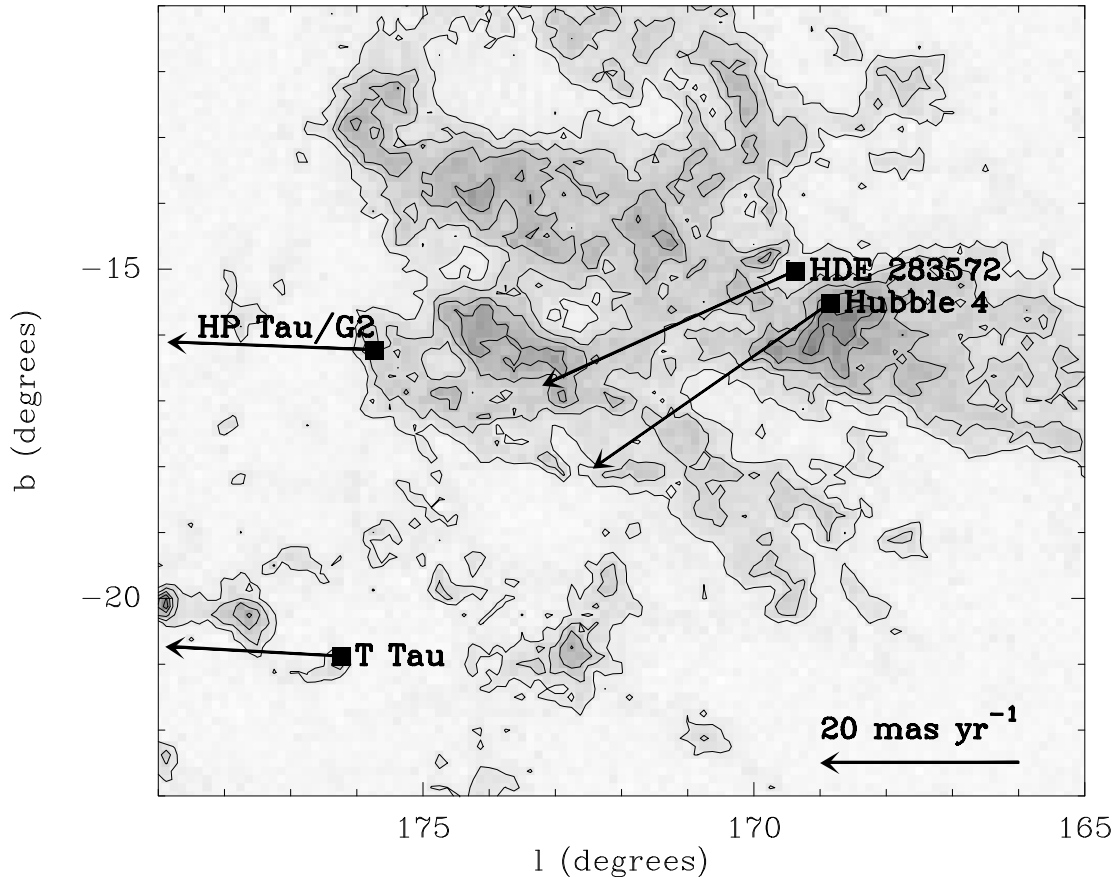 −15
HDE 283572
Hubble 4
HP Tau/G2
b (degrees)
−20
T Tau
20 mas yr⁻¹
175
170
165
l (degrees)